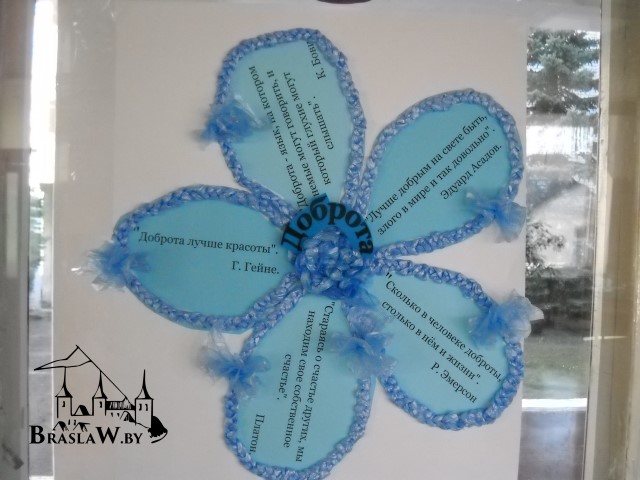 Доброта
"Доброта - язык, на котором
немые могут говорить, и
который глухие могут
слышать".
К. Бови
"Лучше добрым на свете быть,
злого в мире и так довольно".
Эдуард Асадов.
"Сколько в человеке доброты
столько в нём и жизни".
Р. Эмерсон
"Стараясь о счастье других, мы
находим свое собственное
счастье".
Платон.
"Доброта лучше красоты".
Г. Гейне.
BRASLAW.BY